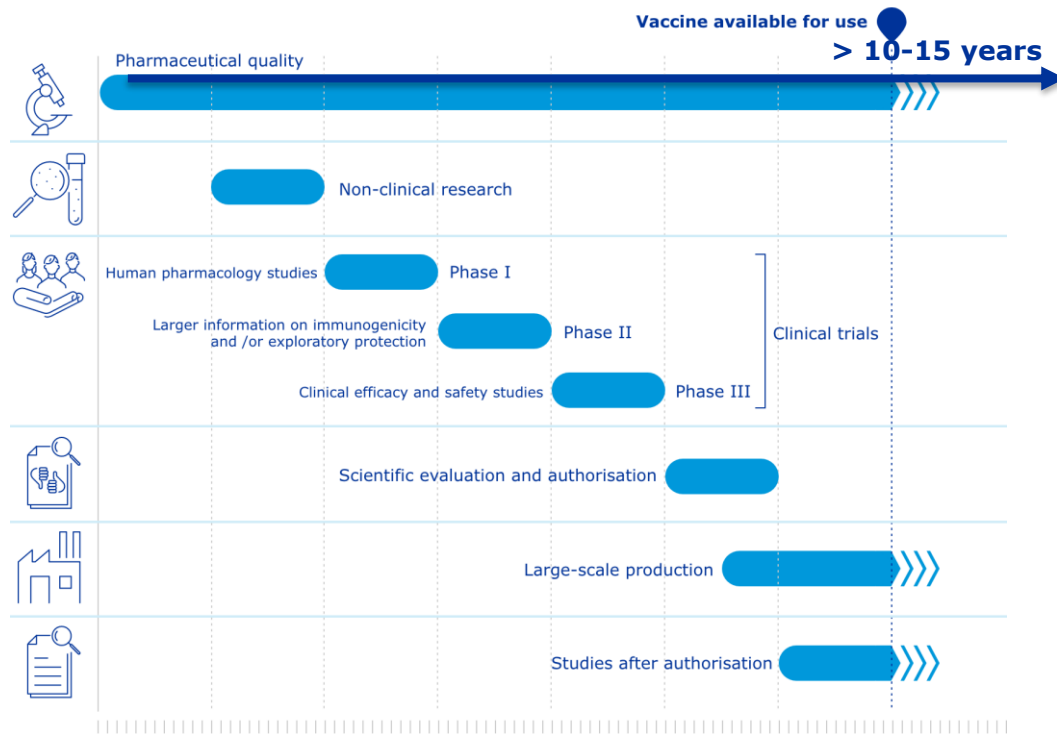 Vaccine available for use
> 10-15 years
Pharmaceutical quality
Non-clinical research
Human pharmacology studies
Phase I
Larger information on immunogenicity
and /or exploratory protection
Phase II
Clinical trials
Clinical efficacy and safety studies
Phase III
Scientific evaluation and authorisation
Large-scale production
Studies after authorisation